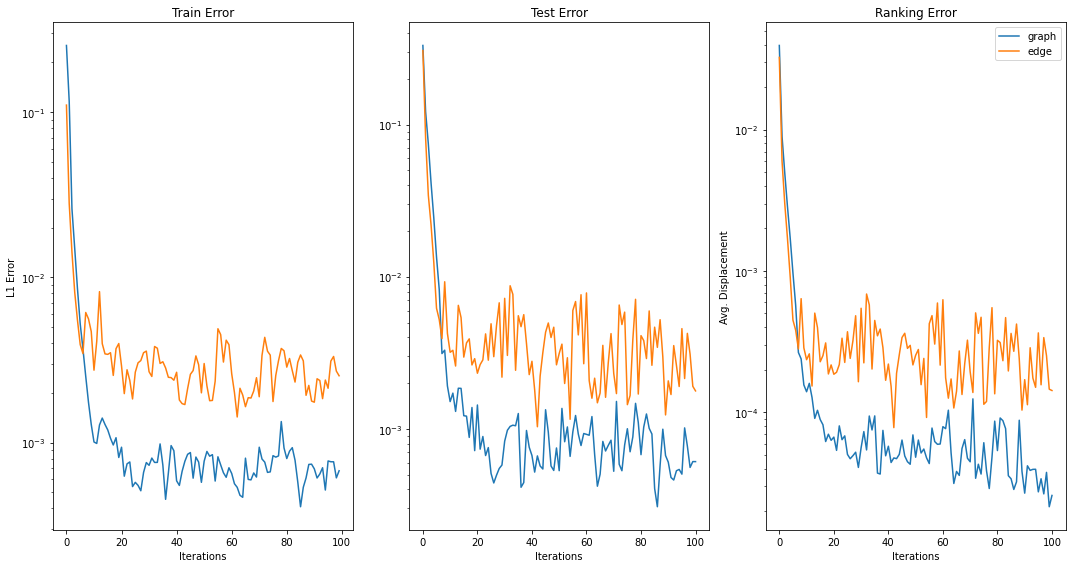 Train Error
Test Error
Ranking Error
graph
edge
L1 Error
10⁻¹
10⁻²
10⁻³
0
20
40
60
80
100
Iterations
10⁻¹
10⁻²
10⁻³
0
20
40
60
80
100
Iterations
Avg. Displacement
10⁻²
10⁻³
10⁻⁴
0
20
40
60
80
100
Iterations